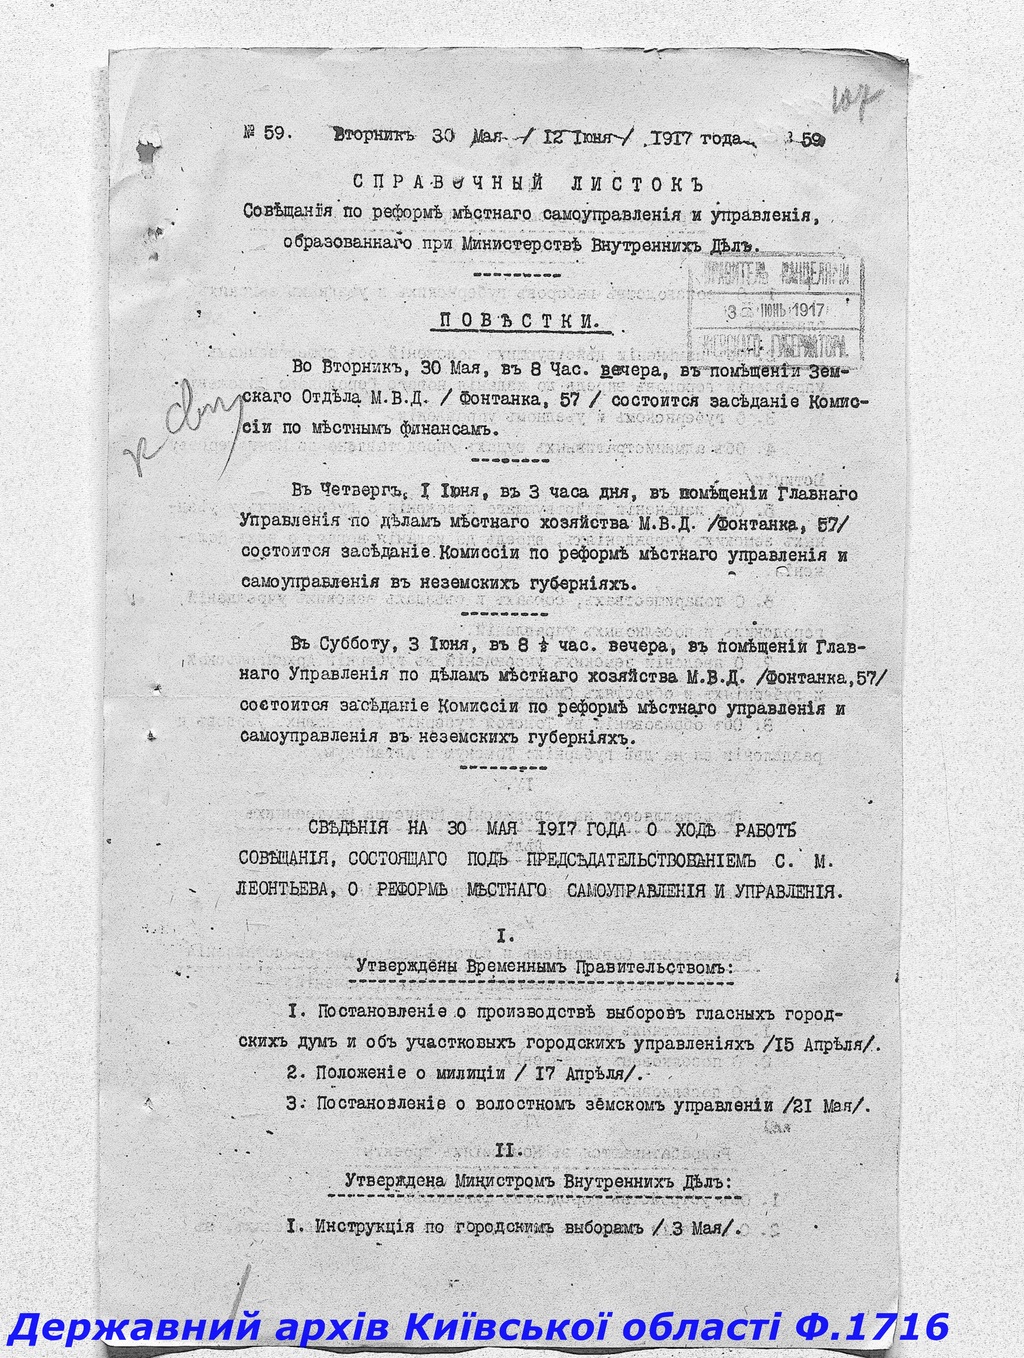 № 59. Вторникъ 30 Мая /12 Іюня/ 1917 года. 59
СПРАВОЧНЫЙ ЛИСТОКЪ
Совѣщанія по реформѣ мѣстнаго самоуправленія и управленія,
образованнаго при Министерствѣ Внутреннихъ Дѣлъ.
ПРАВИТЕЛЬ КАНЦЕЛЯРІИ
3 ІЮНЬ 1917
ГУБЕРНАТОРА
ПОВѢСТКИ.
Во Вторникъ, 30 Мая, въ 8 Час. вечера, въ помѣщеніи Зем-
скаго Отдѣла М.В.Д. / Фонтанка, 57 / состоится засѣданіе Комис-
сіи по мѣстнымъ финансамъ.
Въ Четвергъ, I Іюня, въ 3 часа дня, въ помѣщеніи Главнаго
Управленія по дѣламъ мѣстнаго хозяйства М.В.Д. /Фонтанка, 57/
состоится засѣданіе Комиссіи по реформѣ мѣстнаго управленія и
самоуправленія въ неземскихъ губерніяхъ.
Въ Субботу, 3 Іюня, въ 8 ½ час. вечера, въ помѣщеніи Глав-
наго Управленія по дѣламъ мѣстнаго хозяйства М.В.Д. /Фонтанка,57/
состоится засѣданіе Комиссіи по реформѣ мѣстнаго управленія и
самоуправленія въ неземскихъ губерніяхъ.
СВѢДѢНІЯ НА 30 МАЯ 1917 ГОДА О ХОДѢ РАБОТЪ
СОВѢЩАНІЯ, СОСТОЯЩАГО ПОДЪ ПРЕДСѢДАТЕЛЬСТВОВАНІЕМЪ С. М.
ЛЕОНТЬЕВА, О РЕФОРМѢ МѢСТНАГО САМОУПРАВЛЕНІЯ И УПРАВЛЕНІЯ.
I.
Утверждены Временнымъ Правительствомъ:
I. Постановленіе о производствѣ выборовъ гласныхъ город-
скихъ думъ и объ участковыхъ городскихъ управленіяхъ /15 Апрѣля/.
2. Положеніе о милиціи / 17 Апрѣля/.
3. Постановленіе о волостномъ земскомъ управленіи /21 Мая/.
II.
Утверждена Министромъ Внутреннихъ Дѣлъ:
I. Инструкція по городскимъ выборамъ / 3 Мая/.
Державний архів Київської області Ф.1716